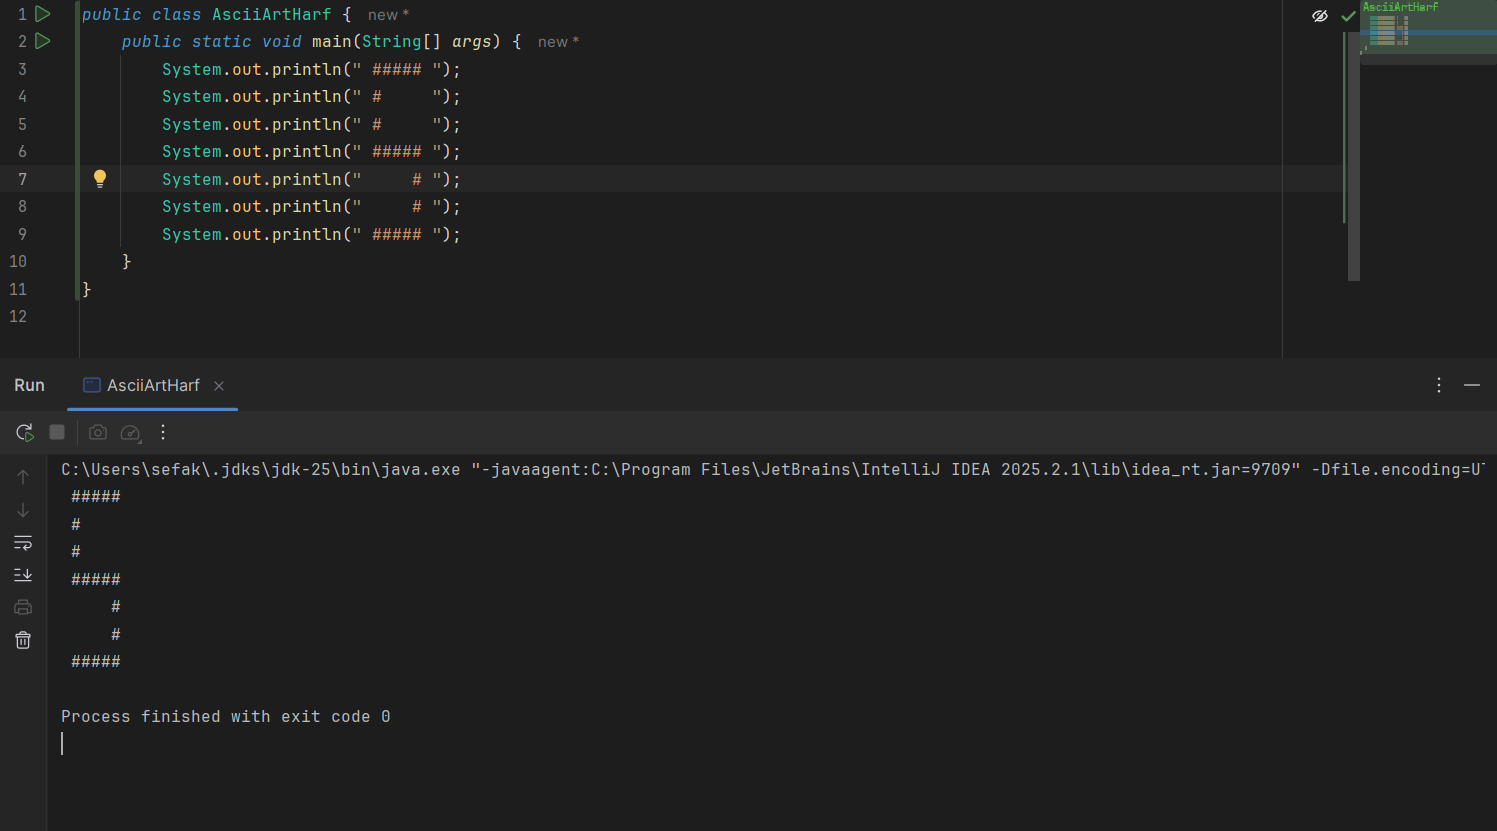 1 public class AsciiArtHarf { new *
2     public static void main(String[] args) { new *
3         System.out.println(" ##### ");
4         System.out.println(" #     ");
5         System.out.println(" #     ");
6         System.out.println(" ##### ");
7         System.out.println("     # ");
8         System.out.println("     # ");
9         System.out.println(" ##### ");
10     }
11 }
12
AsciiArtHarf
Run AsciiArtHarf
C:\Users\sefak\.jdks\jdk-25\bin\java.exe "-javaagent:C:\Program Files\JetBrains\IntelliJ IDEA 2025.2.1\lib\idea_rt.jar=9709" -Dfile.encoding=U
 #####
 #
 #
 #####
     #
     #
 #####
Process finished with exit code 0